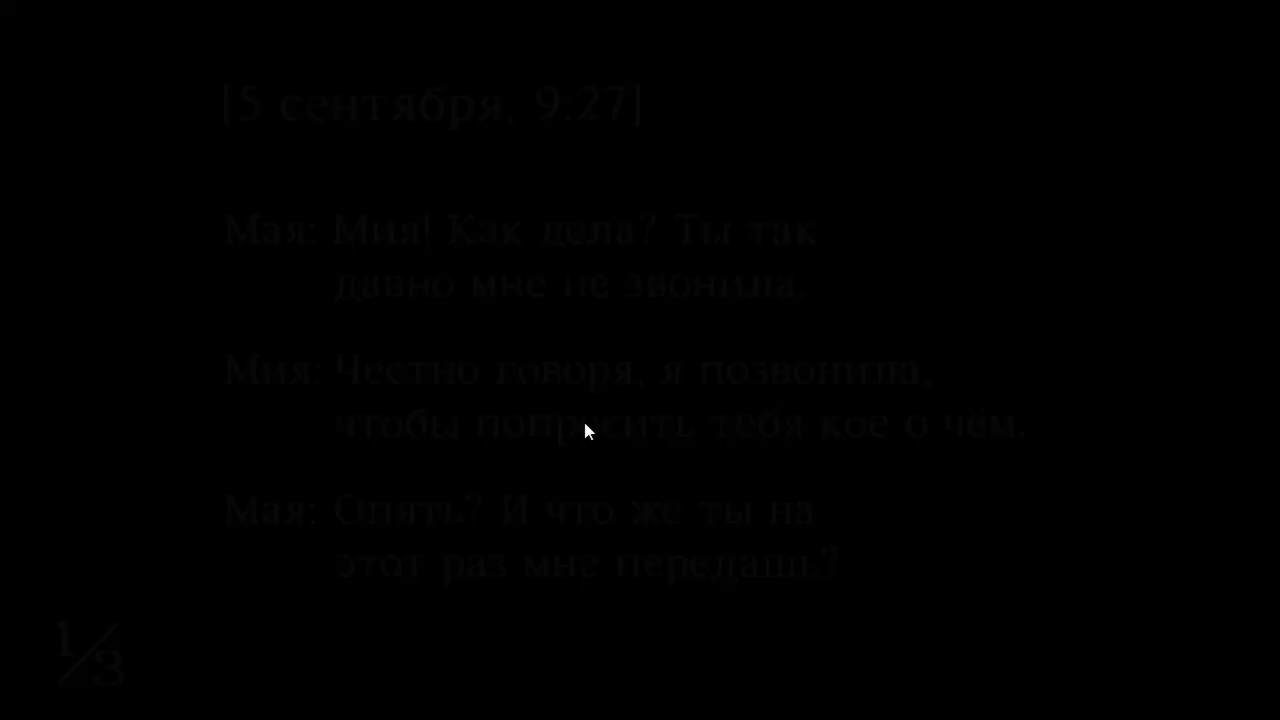 [5 сентября, 9:27]
Мая: Мия! Как дела? Ты так
давно мне не звонила.
Мия: Честно говоря, я позвонила,
чтобы попросить тебя кое о чём.
Мая: Опять? И что же ты на
этот раз мне передашь?
1/3